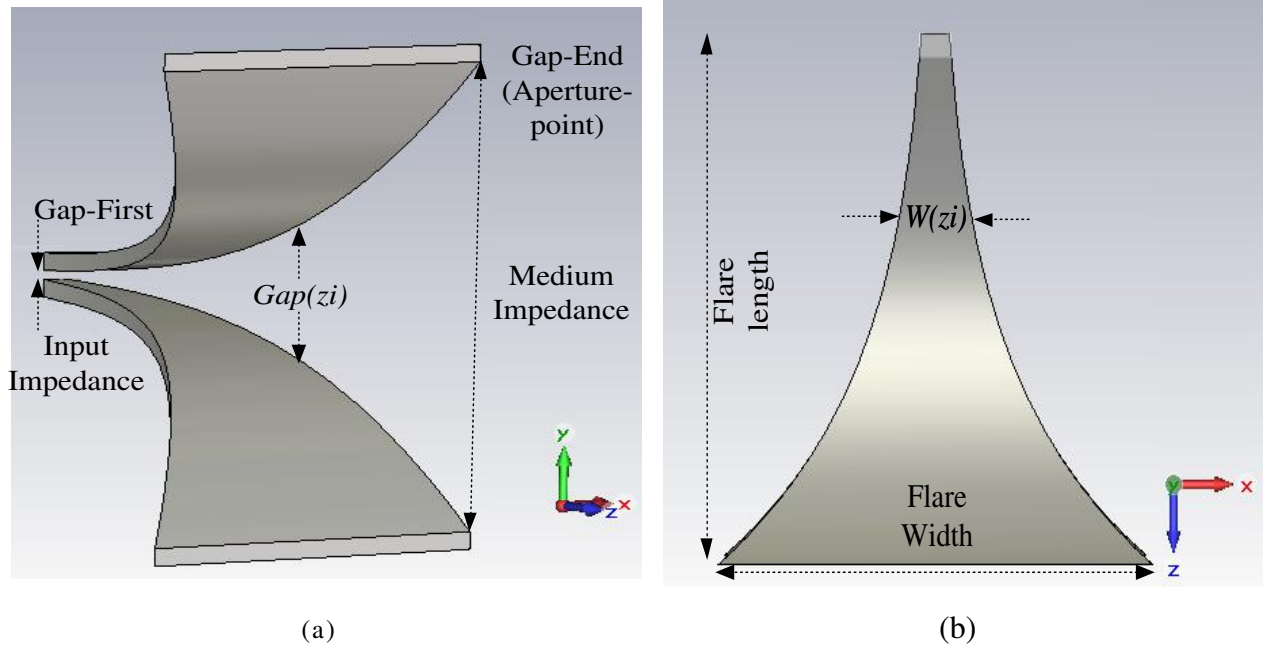 Gap-End
(Aperture-
point)
Gap-First
Gap(zi)
Medium
Impedance
Input
Impedance
y
x
z
(a)
W(zi)
Flare
length
Flare
Width
y
x
z
(b)